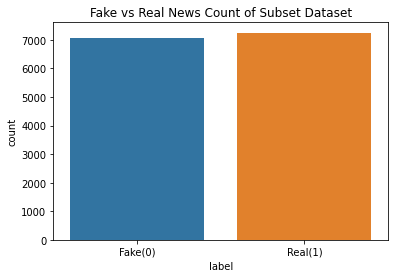 Fake vs Real News Count of Subset Dataset
7000
6000
5000
4000
3000
2000
1000
0
count
Fake(0) Real(1)
label